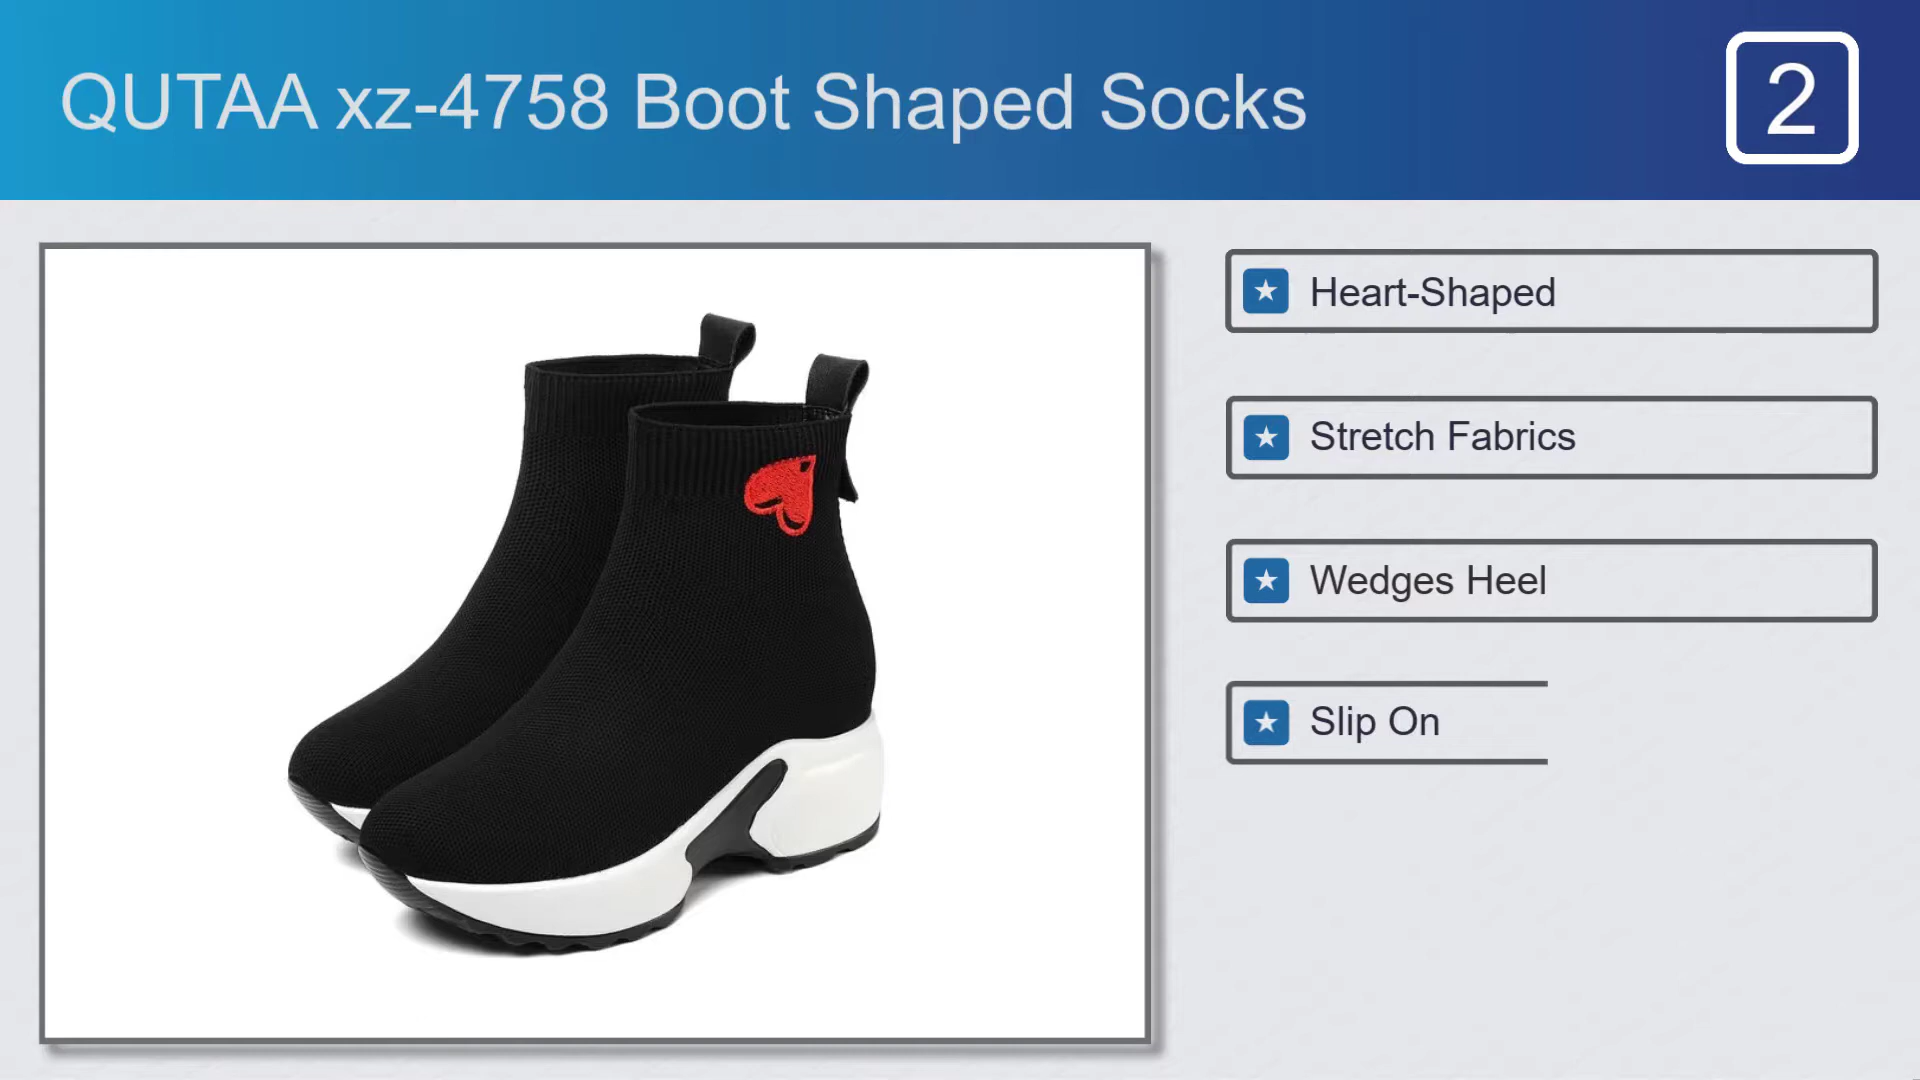 QUTAA xz-4758 Boot Shaped Socks
2
Heart-Shaped
Stretch Fabrics
Wedges Heel
Slip On